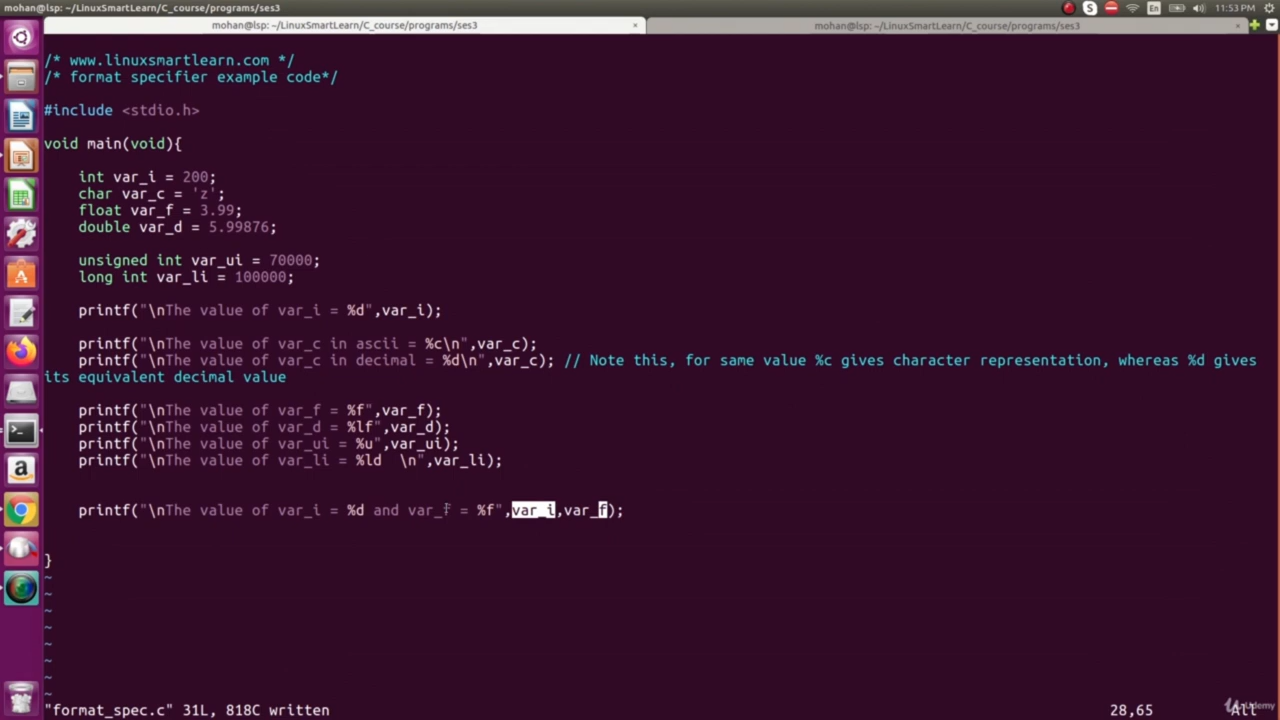 mohan@lsp: ~/LinuxSmartLearn/C_course/programs/ses3
En
11:53 PM
mohan@lsp: ~/LinuxSmartLearn/C_course/programs/ses3
mohan@lsp: ~/LinuxSmartLearn/C_course/programs/ses3
/* www.linuxsmartlearn.com */
/* format specifier example code*/
#include <stdio.h>
void main(void){
int var_i = 200;
char var_c = 'z';
float var_f = 3.99;
double var_d = 5.99876;
unsigned int var_ui = 70000;
long int var_li = 100000;
printf("\nThe value of var_i = %d",var_i);
printf("\nThe value of var_c in ascii = %c\n",var_c);
printf("\nThe value of var_c in decimal = %d\n",var_c); // Note this, for same value %c gives character representation, whereas %d gives
its equivalent decimal value
printf("\nThe value of var_f = %f",var_f);
printf("\nThe value of var_d = %lf",var_d);
printf("\nThe value of var_ui = %u",var_ui);
printf("\nThe value of var_li = %ld  \n",var_li);
printf("\nThe value of var_i = %d and var_f = %f",var_i,var_f);
}
~
~
~
~
~
~
~
~
"format_spec.c" 31L, 818C written
28,65
All
Udemy